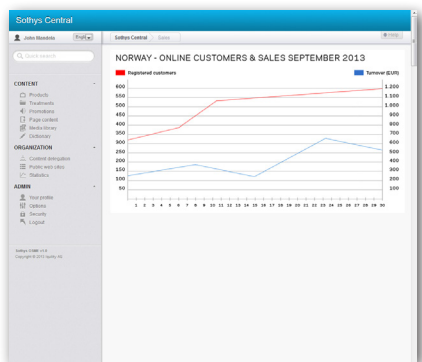 Sothys Central
John Mandela
Sothys Central
Sales
Help
Quick search
NORWAY - ONLINE CUSTOMERS & SALES SEPTEMBER 2013
Registered customers
Turnover (EUR)
CONTENT
Products
Treatments
Promotions
Page content
Media library
Dictionary
ORGANIZATION
Content delegation
Public web sites
Statistics
ADMIN
Your profile
Options
Security
Logout
600
550
500
450
400
350
300
250
200
150
100
50
1.200
1.000
900
800
700
600
500
400
300
200
100
1 2 3 4 5 6 7 8 9 10 11 12 13 14 15 16 17 18 19 20 21 22 23 24 25 26 27 28 29 30